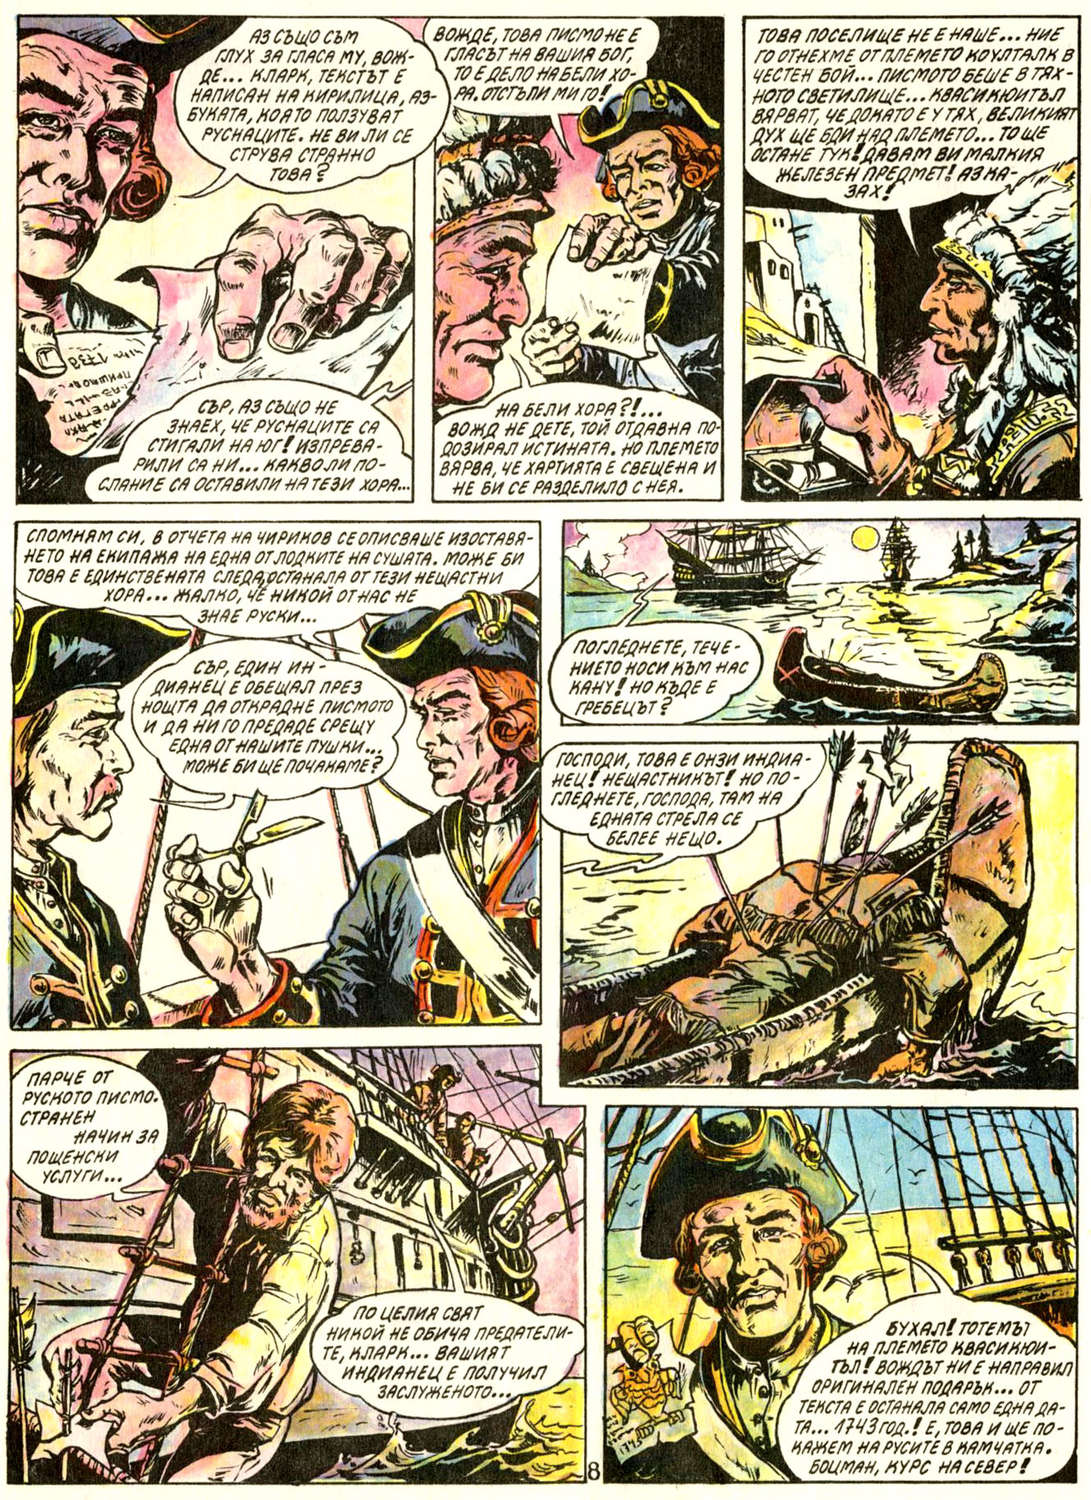 АЗ СЪЩО СЪМ
ГЛУХ ЗА ГЛАСА МУ, ВОЖ-
ДЕ... КЛАРК, ТЕКСТЪТ Е
НАПИСАН НА КИРИЛИЦА, АЗ-
БУКАТА, КОЯТО ПОЛЗУВАТ
РУСНАЦИТЕ. НЕ ВИ ЛИ СЕ
СТРУВА СТРАННО
ТОВА?
1738
СЪР, АЗ СЪЩО НЕ
ЗНАЕХ, ЧЕ РУСНАЦИТЕ СА
СТИГАЛИ НА ЮГ! ИЗПРЕВА-
РИЛИ СА НИ... КАКВО ЛИ ПО-
СЛАНИЕ СА ОСТАВИЛИ НА ТЕЗИ ХОРА...
ВОЖДЕ, ТОВА ПИСМО НЕ Е
ГЛАСЪТ НА ВАШИЯ БОГ,
ТО Е ДЕЛО НА БЕЛИ ХО-
РА. ОТСТЪПИ МИ ГО!
НА БЕЛИ ХОРА?!...
ВОЖД НЕ ДЕТЕ, ТОЙ ОТДАВНА ПО-
ДОЗИРАЛ ИСТИНАТА. НО ПЛЕМЕТО
ВЯРВА, ЧЕ ХАРТИЯТА Е СВЕЩЕНА И
НЕ БИ СЕ РАЗДЕЛИЛО С НЕЯ.
ТОВА ПОСЕЛИЩЕ НЕ Е НАШЕ... НИЕ
ГО ОТНЕХМЕ ОТ ПЛЕМЕТО КОУЛТАЛК В
ЧЕСТЕН БОЙ... ПИСМОТО БЕШЕ В ТЯХ-
НОТО СВЕТИЛИЩЕ... КВАСИКЮИТЪЛ
ВЯРВАТ, ЧЕ ДОКАТО Е У ТЯХ, ВЕЛИКИЯТ
ДУХ ЩЕ БДИ НАД ПЛЕМЕТО... ТО ЩЕ
ОСТАНЕ ТУК! ДАВАМ ВИ МАЛКИЯ
ЖЕЛЕЗЕН ПРЕДМЕТ! АЗ КА-
ЗАХ!
СПОМНЯМ СИ, В ОТЧЕТА НА ЧИРИКОВ СЕ ОПИСВАШЕ ИЗОСТАВЯ-
НЕТО НА ЕКИПАЖА НА ЕДНА ОТ ЛОДКИТЕ НА СУШАТА. МОЖЕ БИ
ТОВА Е ЕДИНСТВЕНАТА СЛЕДА, ОСТАНАЛА ОТ ТЕЗИ НЕЩАСТНИ
ХОРА... ЖАЛКО, ЧЕ НИКОЙ ОТ НАС НЕ
ЗНАЕ РУСКИ...
СЪР, ЕДИН ИН-
ДИАНЕЦ Е ОБЕЩАЛ ПРЕЗ
НОЩТА ДА ОТКРАДНЕ ПИСМОТО
И ДА НИ ГО ПРЕДАДЕ СРЕЩУ
ЕДНА ОТ НАШИТЕ ПУШКИ...
МОЖЕ БИ ЩЕ ПОЧАКАМЕ?
ПОГЛЕДНЕТЕ, ТЕЧЕ-
НИЕТО НОСИ КЪМ НАС
КАНУ! НО КЪДЕ Е
ГРЕБЕЦЪТ?
ГОСПОДИ, ТОВА Е ОНЗИ ИНДИА-
НЕЦ! НЕЩАСТНИКЪТ! НО ПО-
ГЛЕДНЕТЕ, ГОСПОДА, ТАМ НА
ЕДНАТА СТРЕЛА СЕ
БЕЛЕЕ НЕЩО.
ПАРЧЕ ОТ
РУСКОТО ПИСМО.
СТРАНЕН
НАЧИН ЗА
ПОЩЕНСКИ
УСЛУГИ...
ПО ЦЕЛИЯ СВЯТ
НИКОЙ НЕ ОБИЧА ПРЕДАТЕЛИ-
ТЕ, КЛАРК... ВАШИЯТ
ИНДИАНЕЦ Е ПОЛУЧИЛ
ЗАСЛУЖЕНОТО...
БУХАЛ! ТОТЕМЪТ
НА ПЛЕМЕТО КВАСИКЮИ-
ТЪЛ! ВОЖДЪТ НИ Е НАПРАВИЛ
ОРИГИНАЛЕН ПОДАРЪК... ОТ
ТЕКСТА Е ОСТАНАЛА САМО ЕДНА ДА-
ТА... 1743 ГОД.! Е, ТОВА И ЩЕ ПО-
КАЖЕМ НА РУСИТЕ В КАМЧАТКА.
БОЦМАН, КУРС НА СЕВЕР!
1743
8